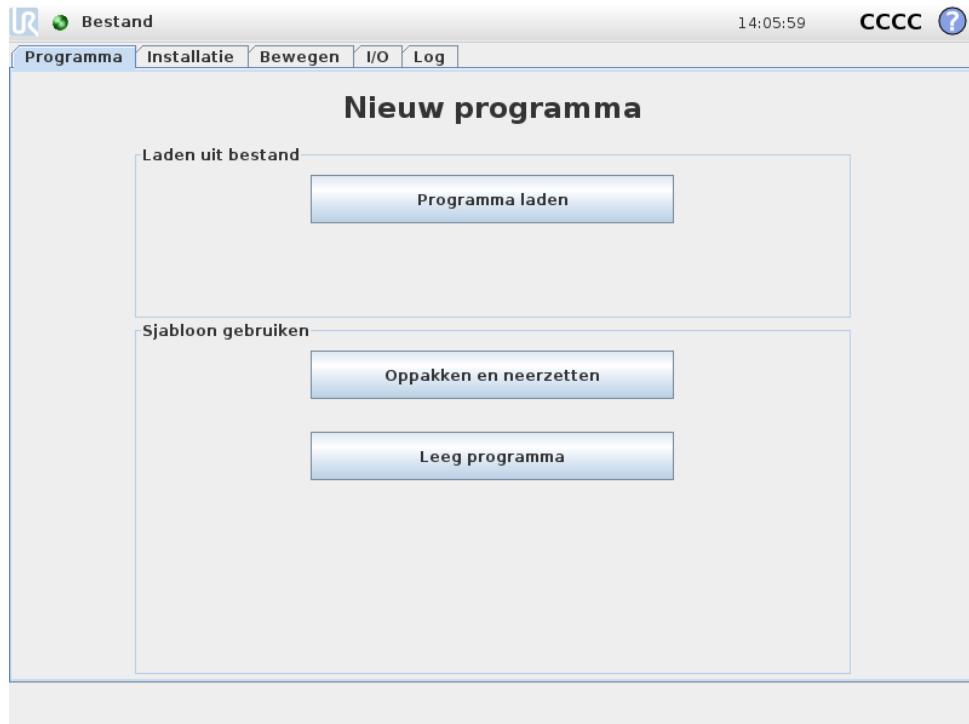 UR Bestand 14:05:59 CCCC ?
Programma Installatie Bewegen I/O Log
Nieuw programma
Laden uit bestand
Programma laden
Sjabloon gebruiken
Oppakken en neerzetten
Leeg programma